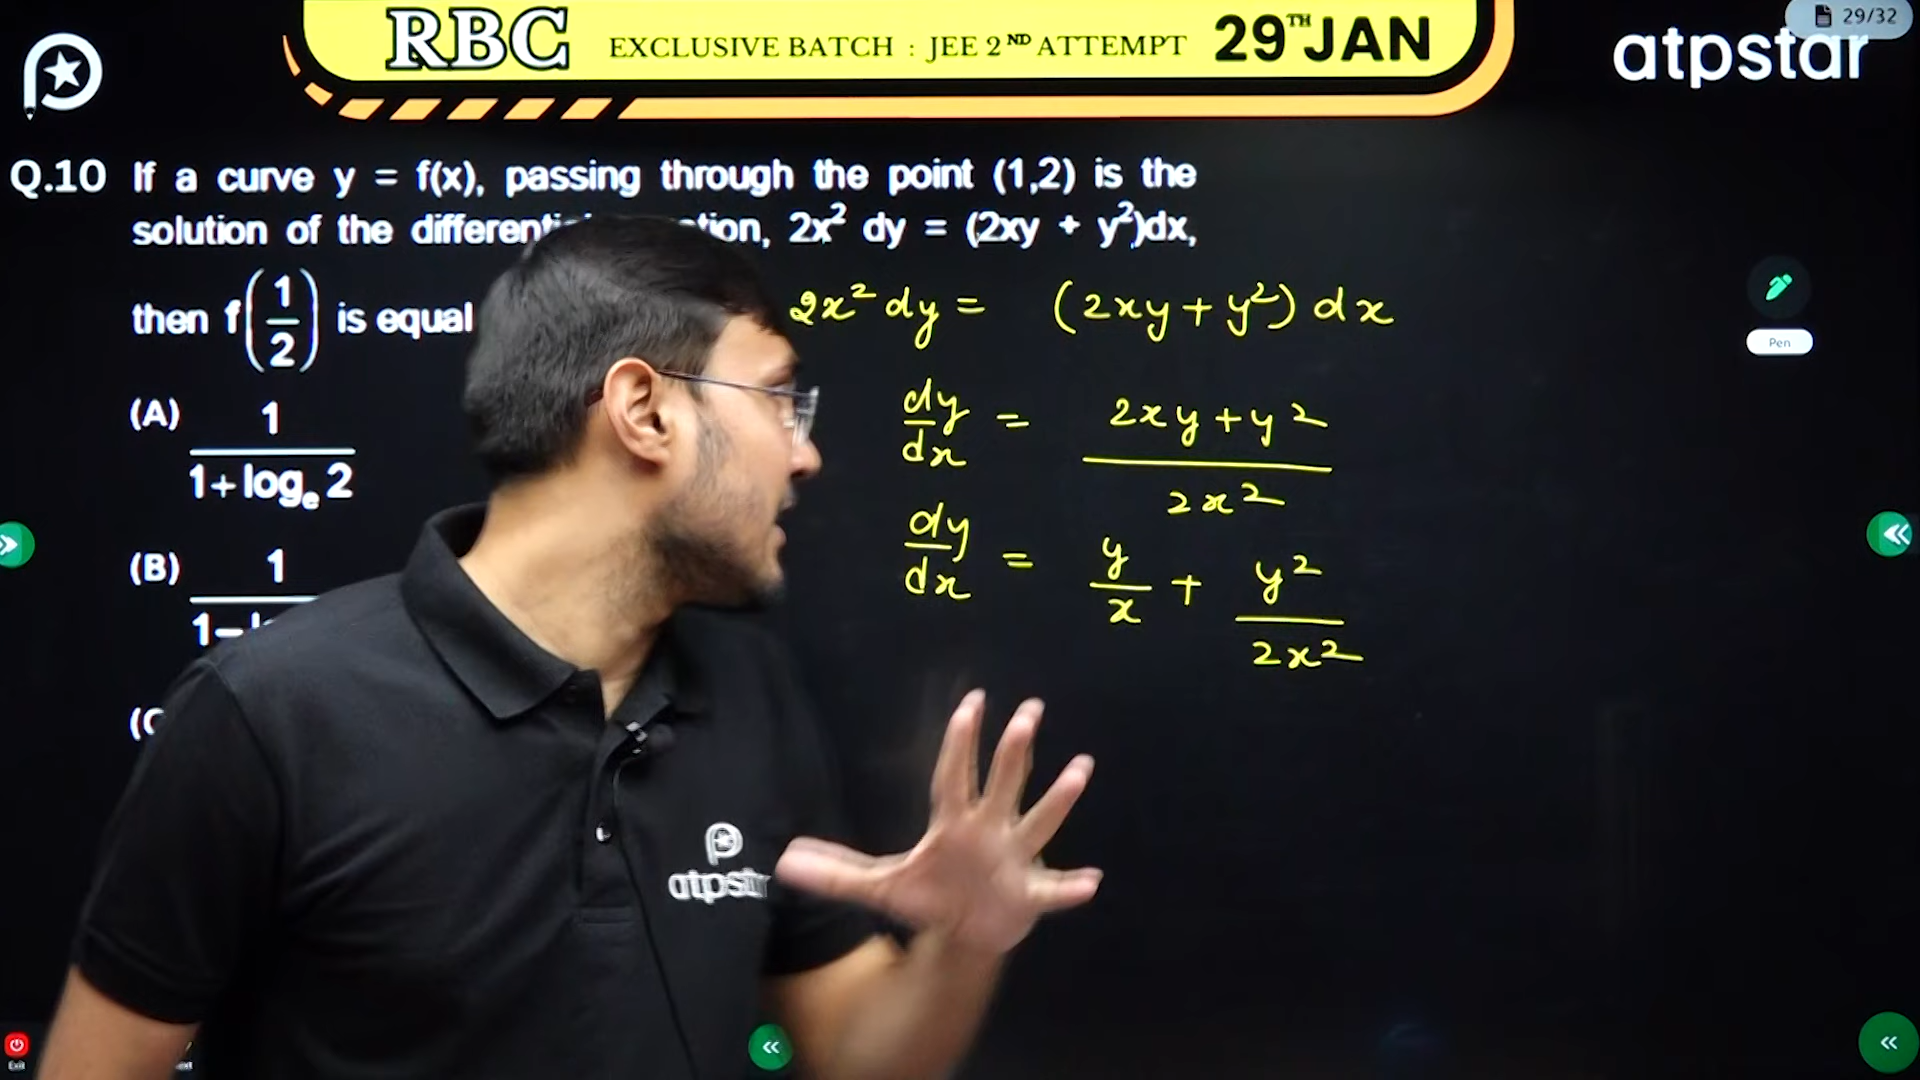 RBC EXCLUSIVE BATCH : JEE 2ND ATTEMPT 29TH JAN
29/32
atpstar
Q.10 If a curve y = f(x), passing through the point (1,2) is the
solution of the 2x² dy = (2xy + y²)dx,
then f(1/2) is equal
2x² dy = (2xy + y²) dx
(A) 1/(1+logₑ2)
dy/dx = (2xy + y²)/2x²
dy/dx = y/x + y²/2x²
(B) 1
1–
Pen
atpstar
Exit